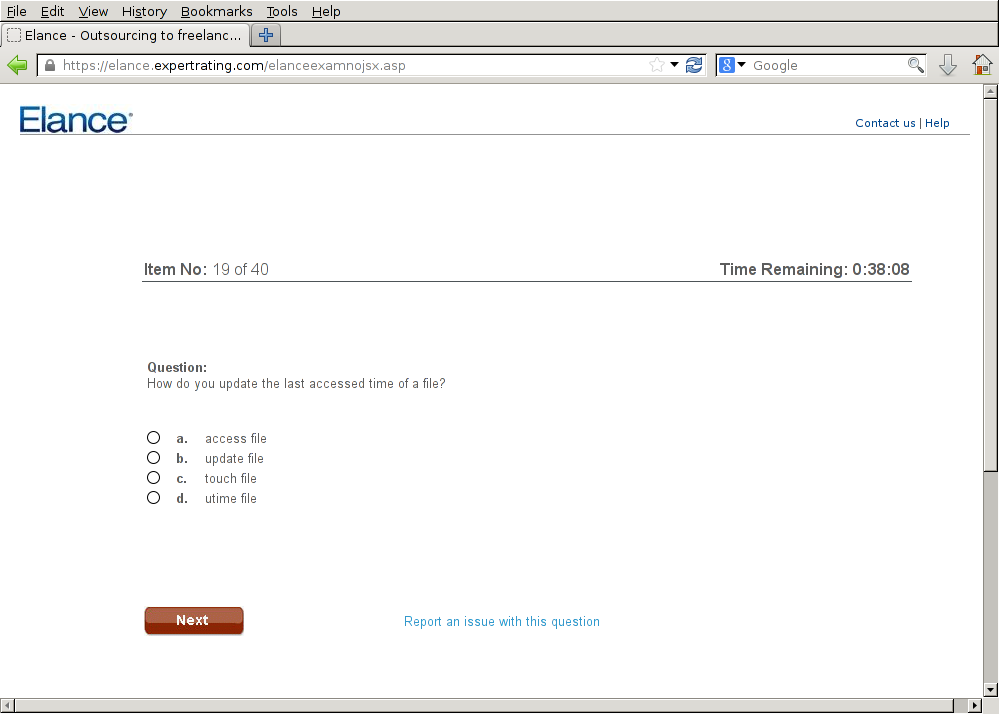 File Edit View History Bookmarks Tools Help
Elance - Outsourcing to freelanc...
https://elance.expertrating.com/elanceexamnojsx.asp
8 Google
Elance®
Contact us | Help
Item No: 19 of 40 Time Remaining: 0:38:08
Question:
How do you update the last accessed time of a file?
a. access file
b. update file
c. touch file
d. utime file
Next Report an issue with this question